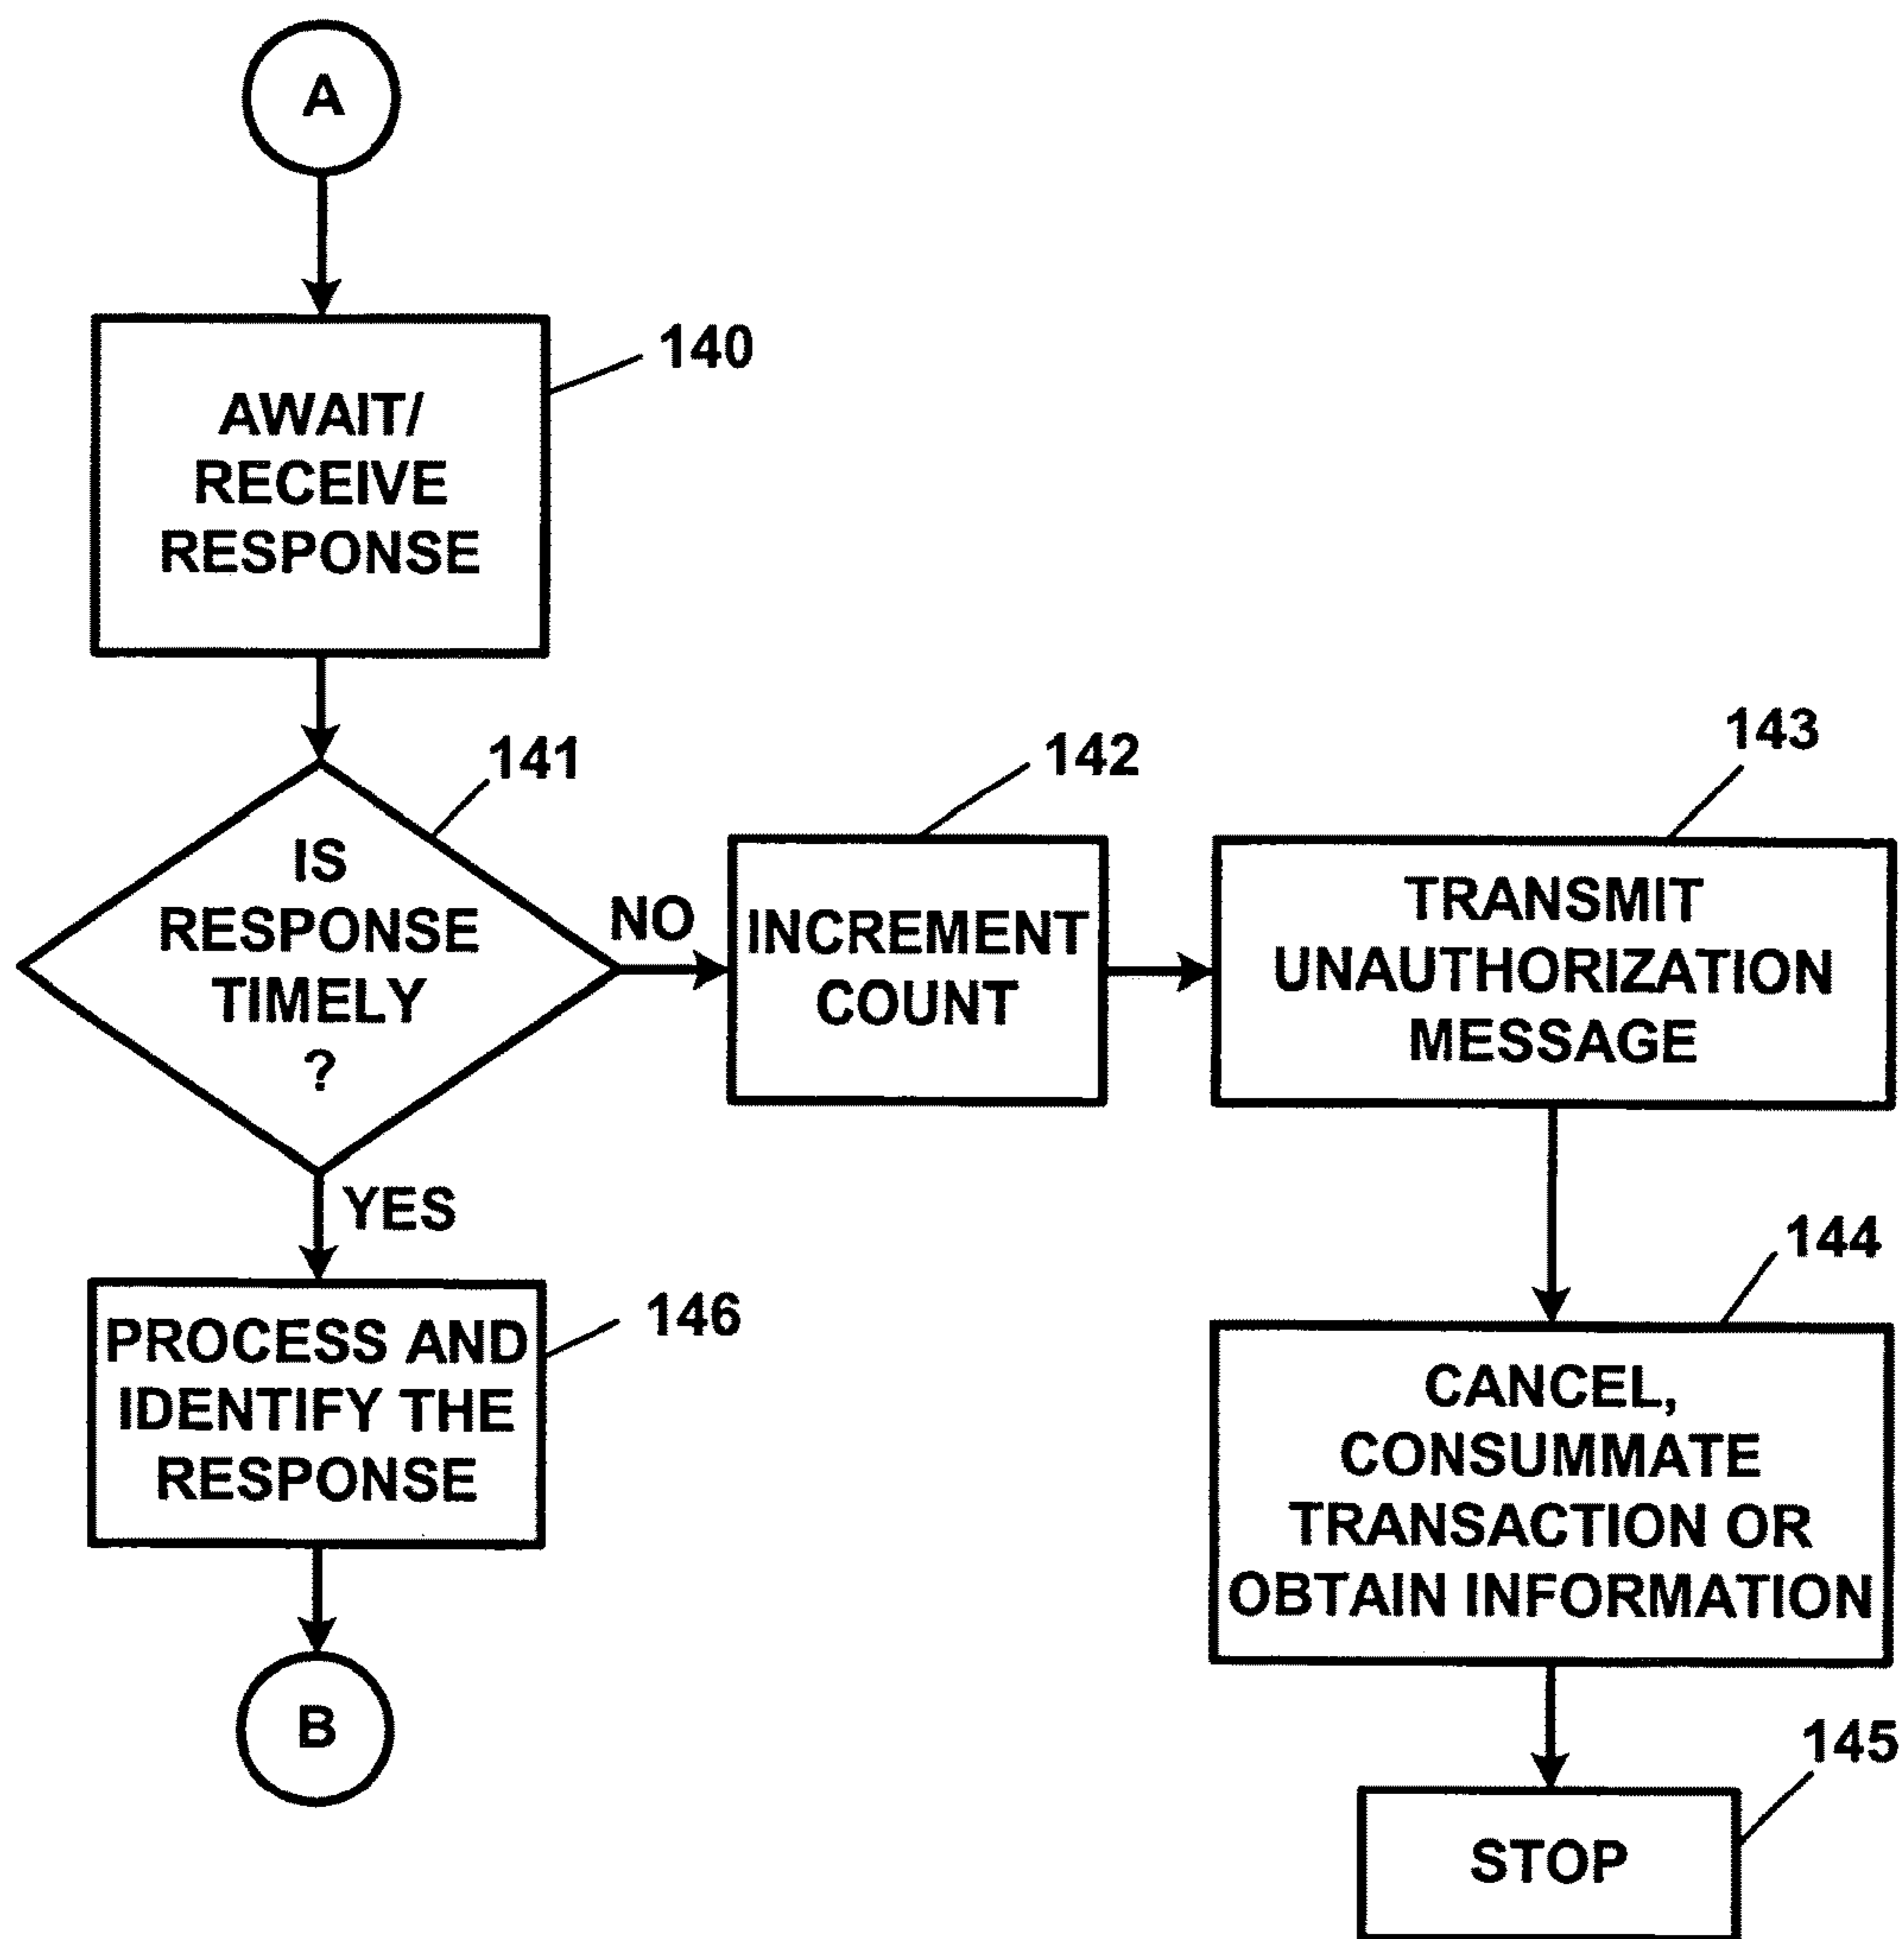 A
140
AWAIT/
RECEIVE
RESPONSE
141
IS
RESPONSE
TIMELY
?
NO
YES
142
INCREMENT
COUNT
143
TRANSMIT
UNAUTHORIZATION
MESSAGE
144
CANCEL,
CONSUMMATE
TRANSACTION OR
OBTAIN INFORMATION
145
STOP
146
PROCESS AND
IDENTIFY THE
RESPONSE
B